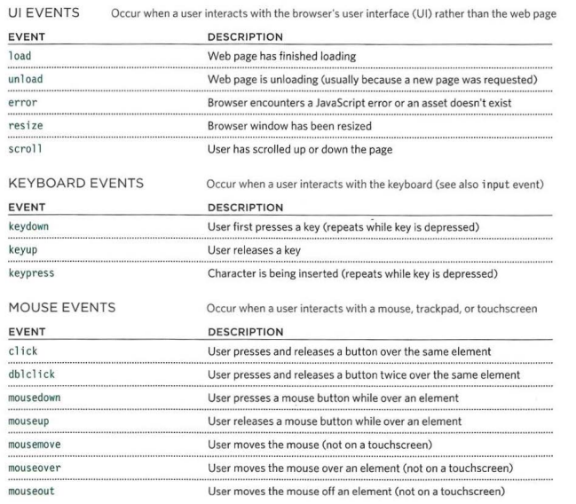 UI EVENTS Occur when a user interacts with the browser's user interface (UI) rather than the web page
EVENT DESCRIPTION
load Web page has finished loading
unload Web page is unloading (usually because a new page was requested)
error Browser encounters a JavaScript error or an asset doesn't exist
resize Browser window has been resized
scroll User has scrolled up or down the page
KEYBOARD EVENTS Occur when a user interacts with the keyboard (see also input event)
EVENT DESCRIPTION
keydown User first presses a key (repeats while key is depressed)
keyup User releases a key
keypress Character is being inserted (repeats while key is depressed)
MOUSE EVENTS Occur when a user interacts with a mouse, trackpad, or touchscreen
EVENT DESCRIPTION
click User presses and releases a button over the same element
dblclick User presses and releases a button twice over the same element
mousedown User presses a mouse button while over an element
mouseup User releases a mouse button while over an element
mousemove User moves the mouse (not on a touchscreen)
mouseover User moves the mouse over an element (not on a touchscreen)
mouseout User moves the mouse off an element (not on a touchscreen)